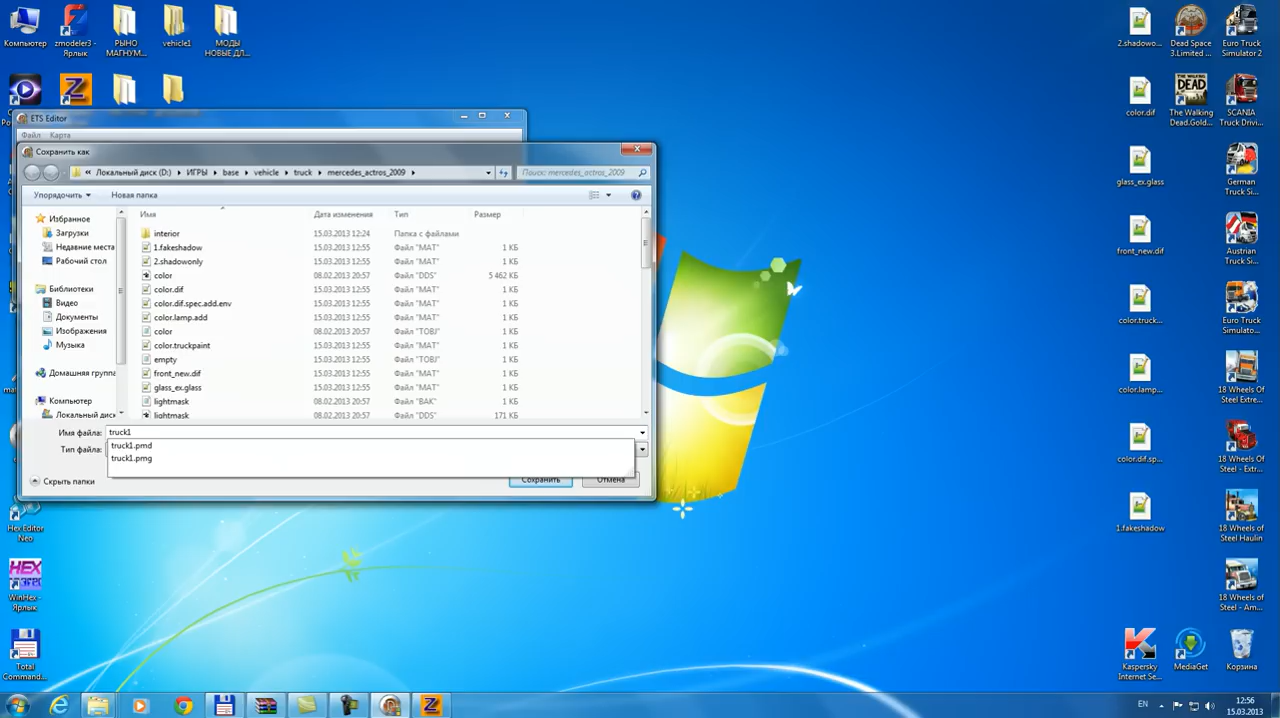 Компьютер
zmodeler3 - Ярлык
РЫНО МАГНУМ...
vehicle1
МОДЫ НОВЫЕ ДЛ...
ETS Editor
Файл Карта
Сохранить как
« Локальный диск (D:) ИГРЫ base vehicle truck mercedes_actros_2009
Поиск: mercedes_actros_2009
Упорядочить
Новая папка
Избранное
Загрузки
Недавние места
Рабочий стол
Библиотеки
Видео
Документы
Изображения
Музыка
Домашняя группа
Компьютер
Локальный диск
Имя Дата изменения Тип Размер
interior 15.03.2013 12:24 Папка с файлами
1.fakeshadow 15.03.2013 12:55 Файл "MAT" 1 КБ
2.shadowonly 15.03.2013 12:55 Файл "MAT" 1 КБ
color 08.02.2013 20:57 Файл "DDS" 5 462 КБ
color.dif 15.03.2013 12:55 Файл "MAT" 1 КБ
color.dif.spec.add.env 15.03.2013 12:55 Файл "MAT" 1 КБ
color.lamp.add 15.03.2013 12:55 Файл "MAT" 1 КБ
color 08.02.2013 20:57 Файл "TOBJ" 1 КБ
color.truckpaint 15.03.2013 12:55 Файл "MAT" 1 КБ
empty 15.03.2013 12:55 Файл "TOBJ" 1 КБ
front_new.dif 15.03.2013 12:55 Файл "MAT" 1 КБ
glass_ex.glass 15.03.2013 12:55 Файл "MAT" 1 КБ
lightmask 08.02.2013 20:57 Файл "BAK" 1 КБ
lightmask 08.02.2013 20:57 Файл "DDS" 171 КБ
Имя файла: truck1
Тип файла:
truck1.pmd
truck1.pmg
Скрыть папки
Сохранить
Отмена
Hex Editor Neo
WinHex - Ярлык
Total Command...
2.shadowo...
Dead Space 3.Limited ...
Euro Truck Simulator 2
color.dif
The Walking Dead.Gold...
SCANIA Truck Drivi...
glass_ex.glass
German Truck Si...
front_new.dif
Austrian Truck Si...
color.truck...
Euro Truck Simulato...
color.lamp...
18 Wheels of Steel Extre...
color.dif.sp...
18 Wheels of Steel - Extr...
1.fakeshadow
18 Wheels of Steel Haulin
18 Wheels of Steel - Am...
Kaspersky Internet Se...
MediaGet
Корзина
EN
12:56
15.03.2013